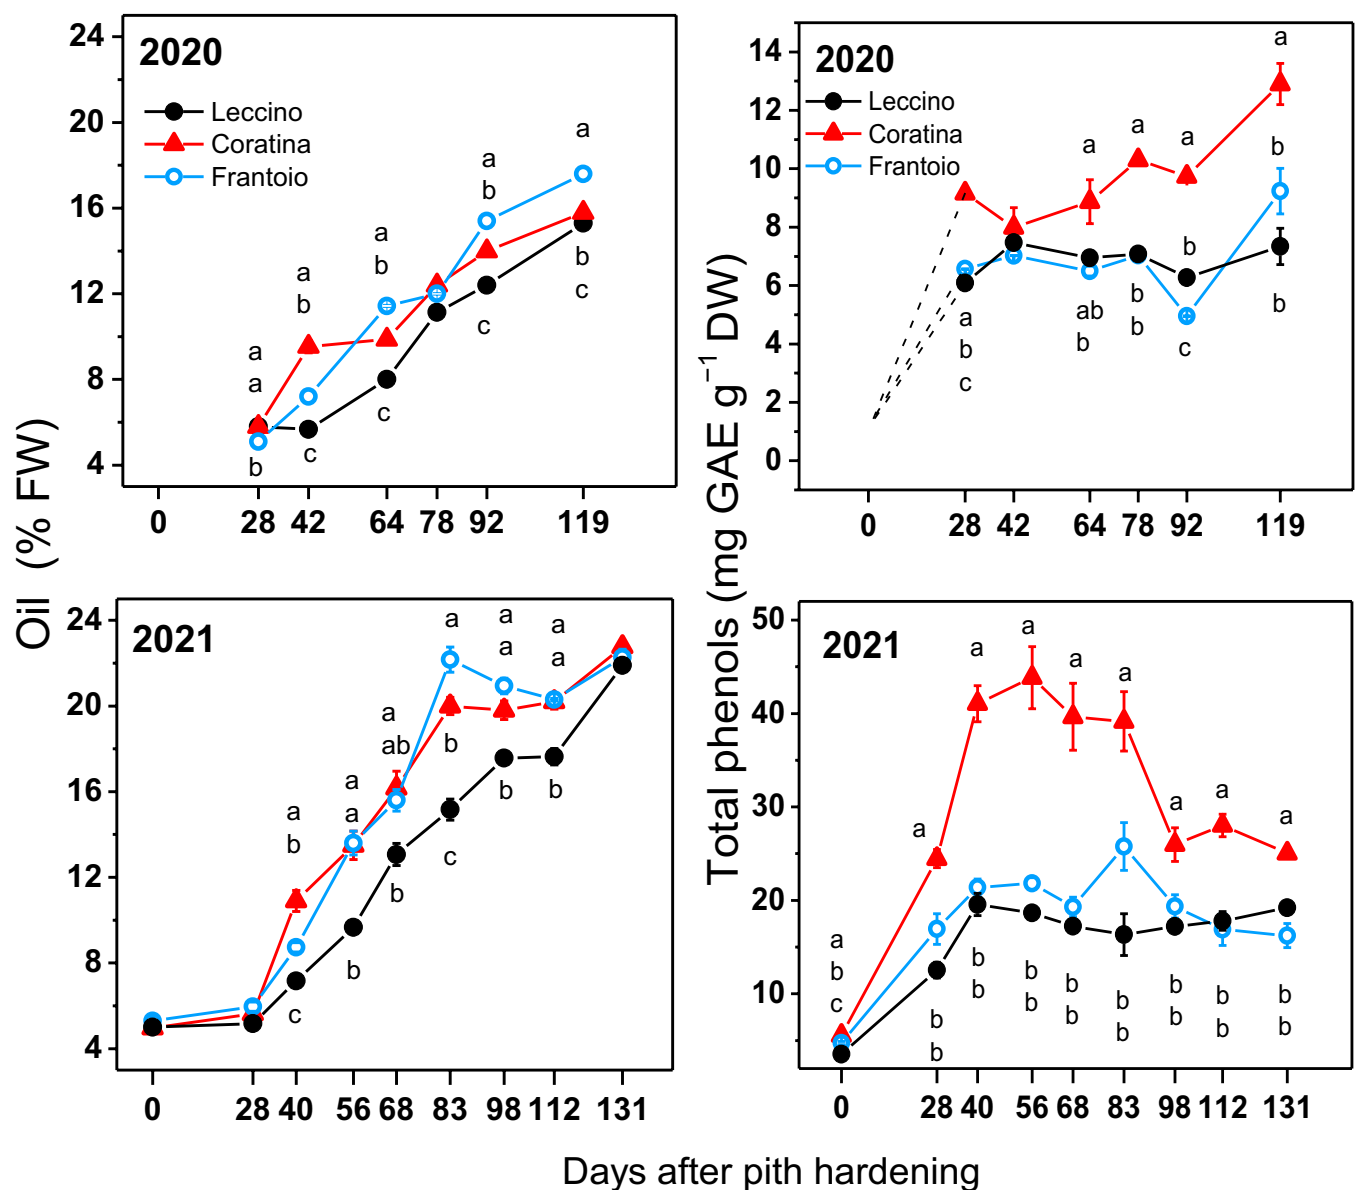 24
20
16
12
8
4
2020
Leccino
Coratina
Frantoio
a
a
b
a
b
c
a
b
c
a
b
c
a
b
c
0 28 42 64 78 92 119
14
12
10
8
6
4
2
0
2020
Leccino
Coratina
Frantoio
a
b
c
a
ab
b
a
b
b
a
b
c
a
b
b
0 28 42 64 78 92 119
Oil (% FW)
Total phenols (mg GAE g⁻¹ DW)
24
20
16
12
8
4
2021
a
b
c
a
a
b
a
ab
b
a
b
c
a
a
b
a
a
b
0 28 40 56 68 83 98 112 131
50
40
30
20
10
2021
a
b
c
a
b
b
a
b
b
a
b
b
a
b
b
a
b
b
a
b
b
a
b
b
a
b
b
0 28 40 56 68 83 98 112 131
Days after pith hardening